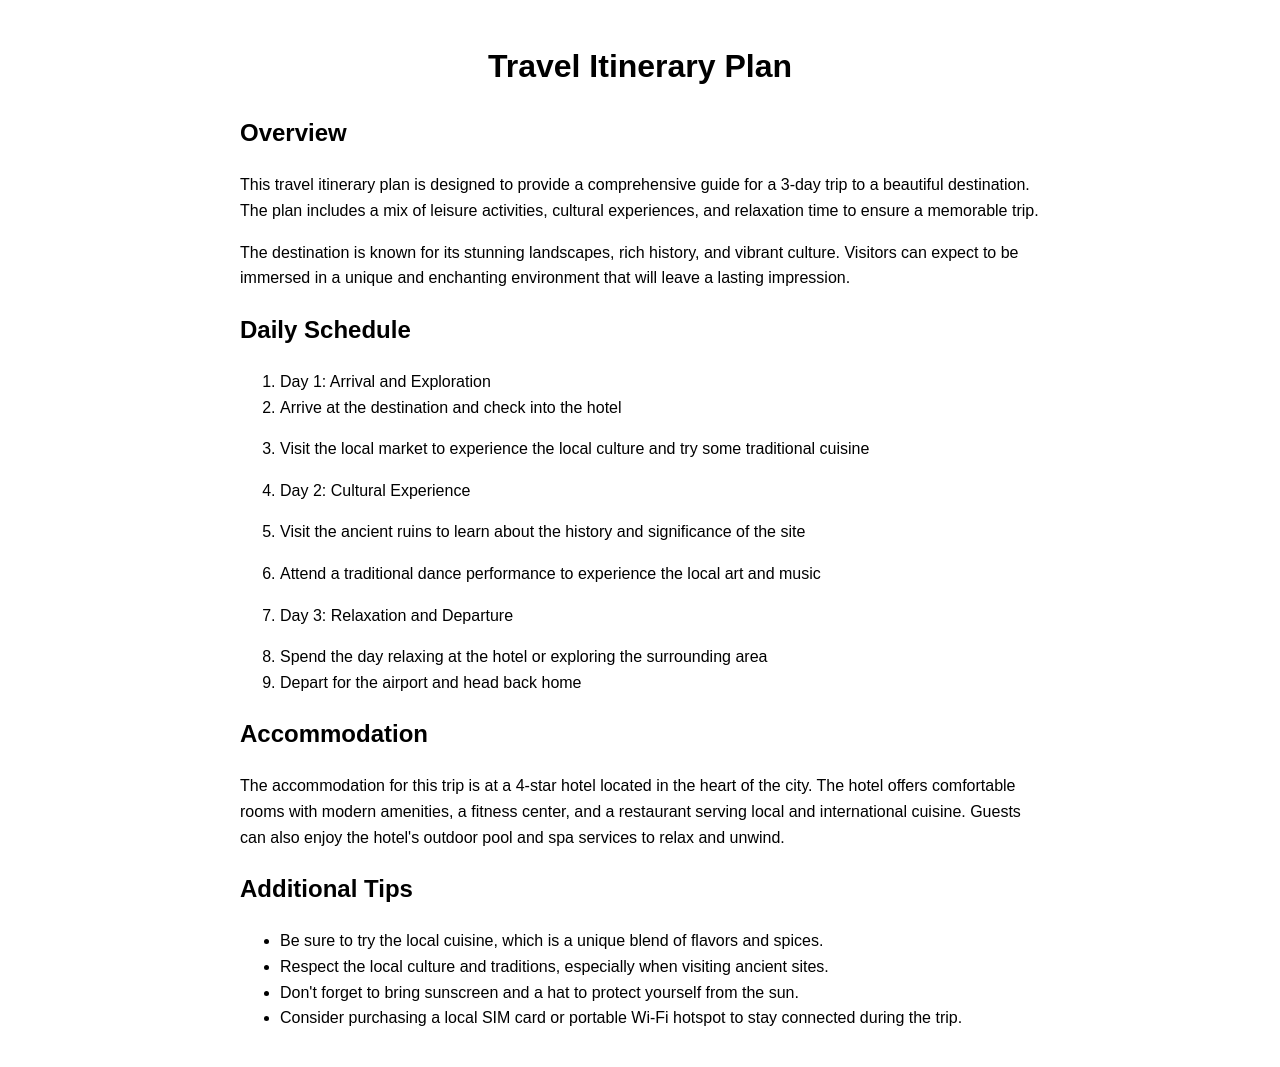 Travel Itinerary Plan
Overview
This travel itinerary plan is designed to provide a comprehensive guide for a 3-day trip to a beautiful destination.
The plan includes a mix of leisure activities, cultural experiences, and relaxation time to ensure a memorable trip.
The destination is known for its stunning landscapes, rich history, and vibrant culture. Visitors can expect to be
immersed in a unique and enchanting environment that will leave a lasting impression.
Daily Schedule
1. Day 1: Arrival and Exploration
2. Arrive at the destination and check into the hotel
3. Visit the local market to experience the local culture and try some traditional cuisine
4. Day 2: Cultural Experience
5. Visit the ancient ruins to learn about the history and significance of the site
6. Attend a traditional dance performance to experience the local art and music
7. Day 3: Relaxation and Departure
8. Spend the day relaxing at the hotel or exploring the surrounding area
9. Depart for the airport and head back home
Accommodation
The accommodation for this trip is at a 4-star hotel located in the heart of the city. The hotel offers comfortable
rooms with modern amenities, a fitness center, and a restaurant serving local and international cuisine. Guests
can also enjoy the hotel's outdoor pool and spa services to relax and unwind.
Additional Tips
• Be sure to try the local cuisine, which is a unique blend of flavors and spices.
• Respect the local culture and traditions, especially when visiting ancient sites.
• Don't forget to bring sunscreen and a hat to protect yourself from the sun.
• Consider purchasing a local SIM card or portable Wi-Fi hotspot to stay connected during the trip.